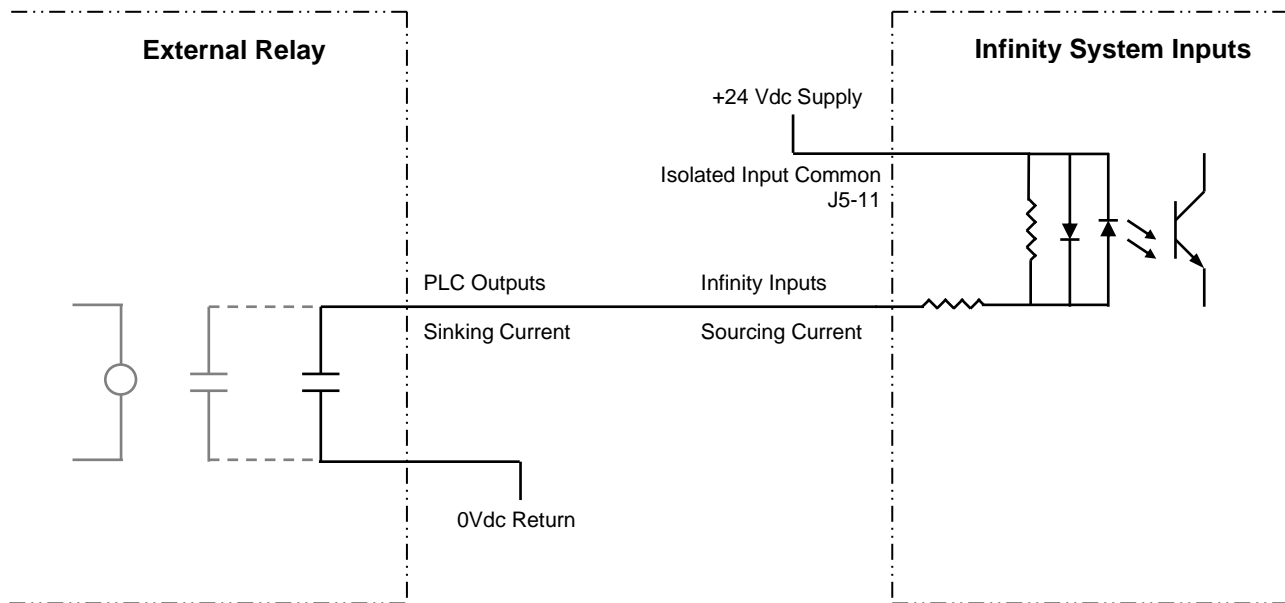 External Relay
Infinity System Inputs
+24 Vdc Supply
Isolated Input Common
J5-11
PLC Outputs
Infinity Inputs
Sinking Current
Sourcing Current
0Vdc Return